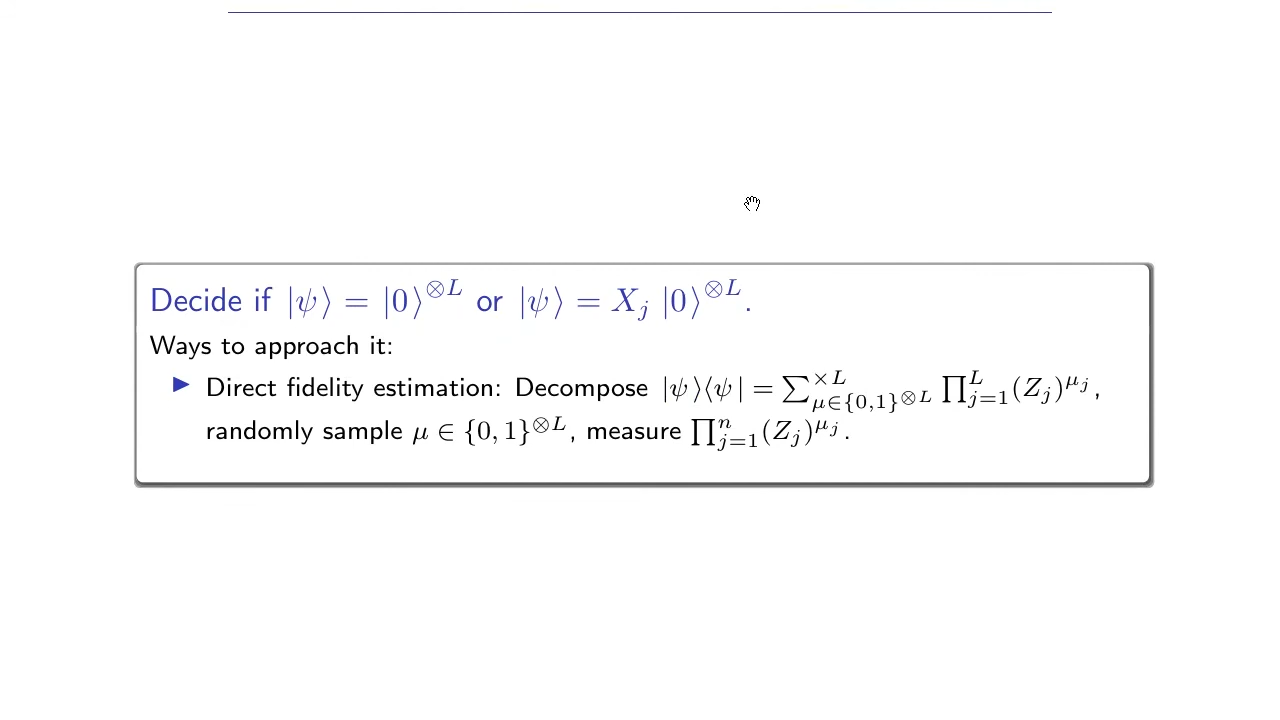 Decide if |ψ⟩ = |0⟩^{⊗L} or |ψ⟩ = X_j |0⟩^{⊗L}.
Ways to approach it:
▶ Direct fidelity estimation: Decompose |ψ⟩⟨ψ| = ∑_{μ∈{0,1}^{⊗L}}^{×L} ∏_{j=1}^{L}(Z_j)^{μ_j},
randomly sample μ ∈ {0, 1}^{⊗L}, measure ∏_{j=1}^{n}(Z_j)^{μ_j}.